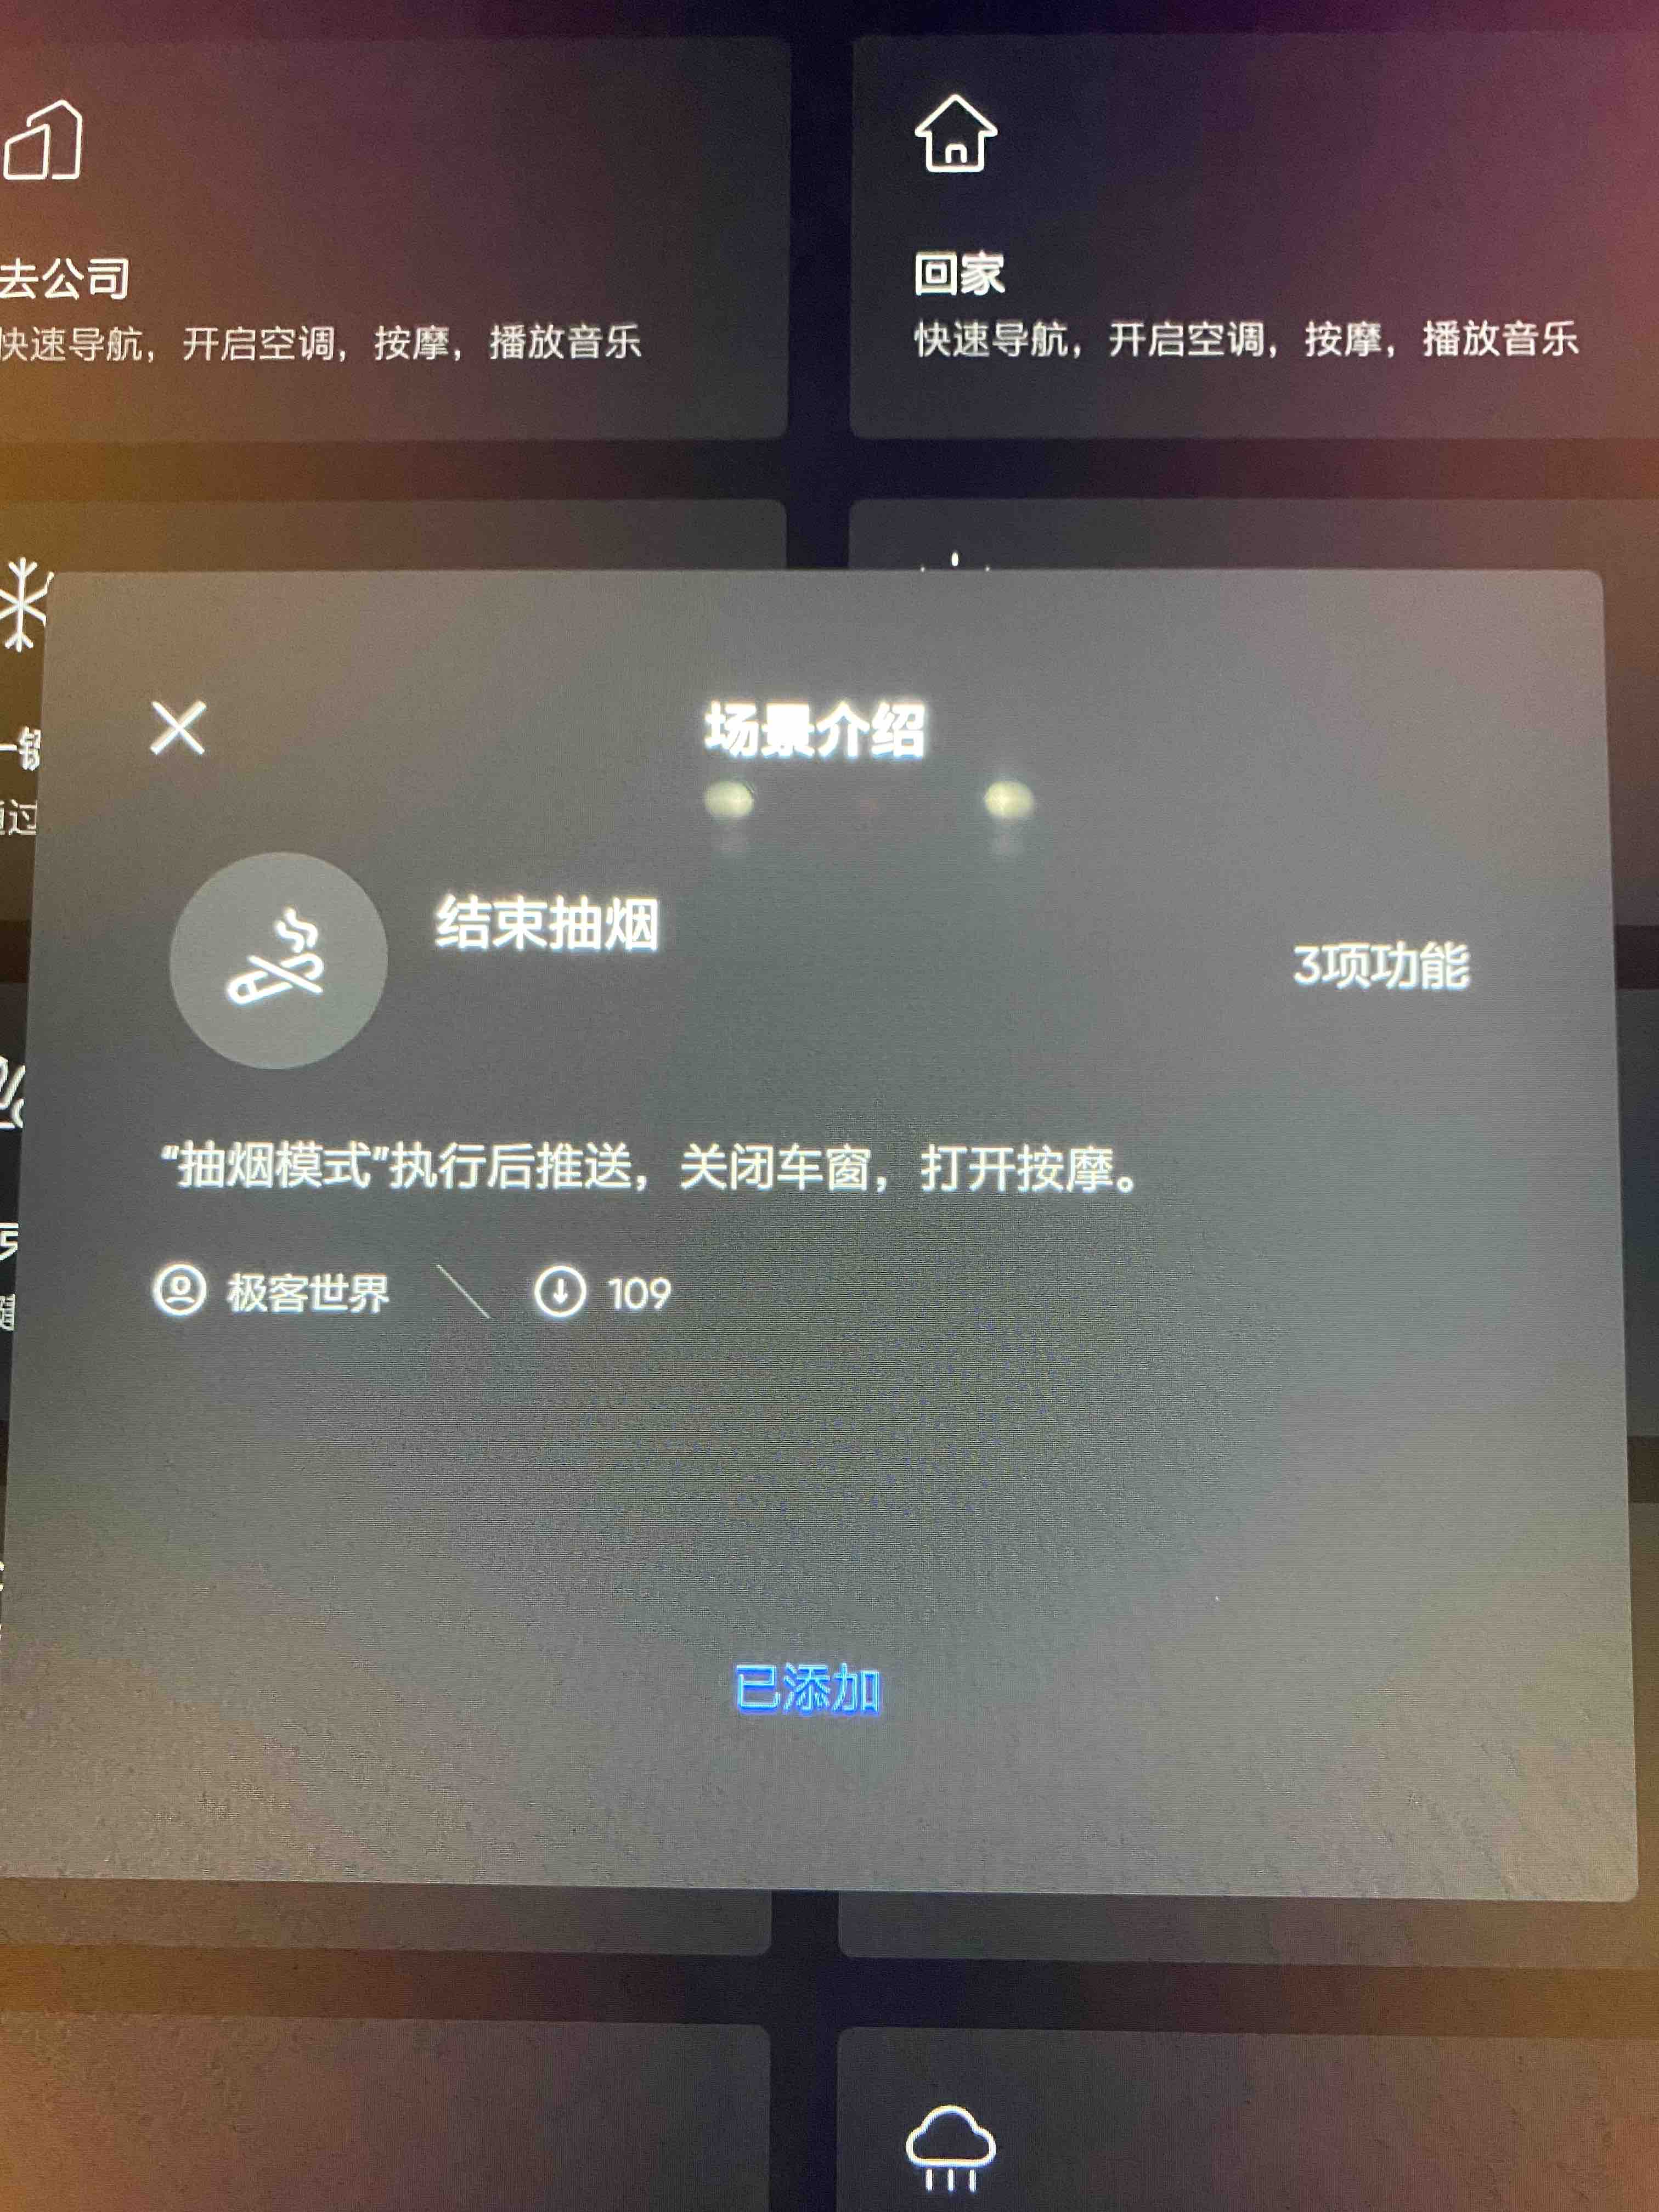 去公司
快速导航，开启空调，按摩，播放音乐
回家
快速导航，开启空调，按摩，播放音乐
场景介绍
结束抽烟
3项功能
“抽烟模式”执行后推送，关闭车窗，打开按摩。
极客世界
109
已添加